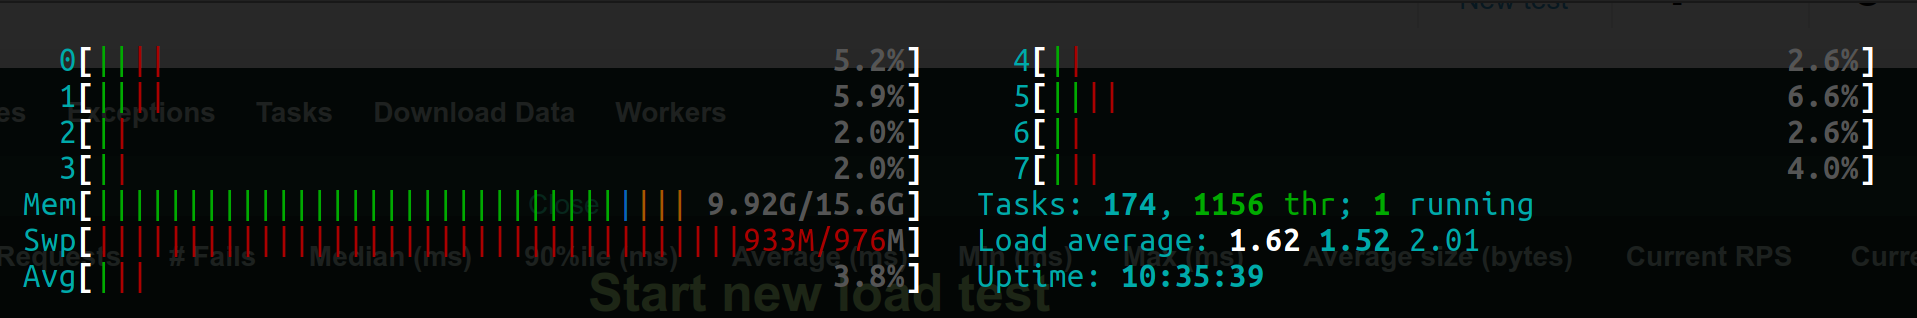 New test
0[|||| 5.2%] 4[|| 2.6%]
1[|||| 5.9%] 5[|||| 6.6%]
es Exceptions Tasks Download Data Workers
2[|| 2.0%] 6[|| 2.6%]
3[|| 2.0%] 7[||| 4.0%]
Mem[||||||||||||||||||||||||||||||||| 9.92G/15.6G] Tasks: 174, 1156 thr; 1 running
Close
Swp[||||||||||||||||||||||||||||||||||||933M/976M] Load average: 1.62 1.52 2.01
Requests # Fails Median (ms) 90%ile (ms) Average (ms) Min (ms) Max (ms) Average size (bytes) Current RPS Curre
Avg[||| 3.8%] Uptime: 10:35:39
Start new load test